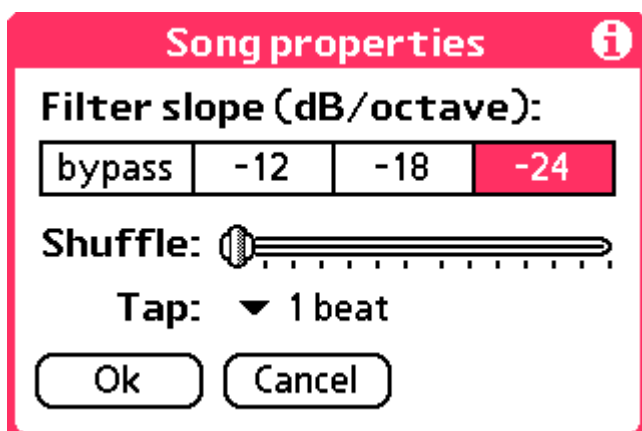 Song properties
Filter slope (dB/octave):
bypass -12 -18 -24
Shuffle:
Tap: 1 beat
Ok Cancel